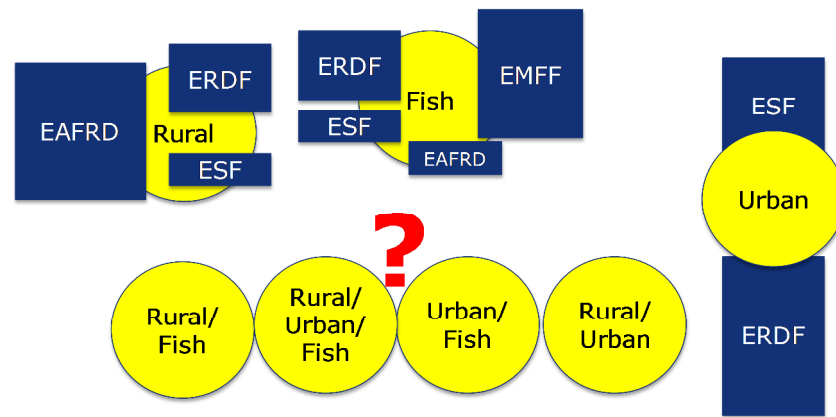 EAFRD
Rural
ERDF
ESF
ERDF
ESF
Fish
EMFF
EAFRD
ESF
Urban
ERDF
?
Rural/
Fish
Rural/
Urban/
Fish
Urban/
Fish
Rural/
Urban